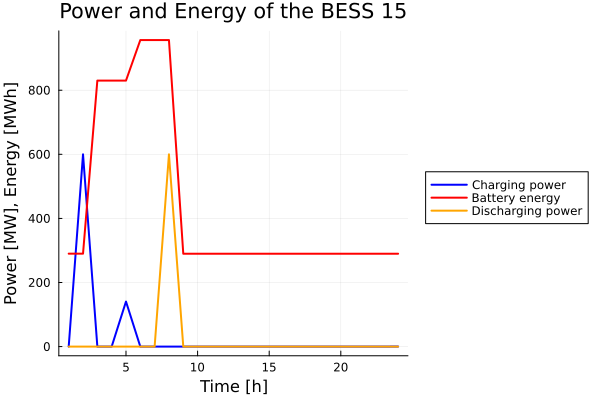 Power and Energy of the BESS 15
Power [MW], Energy [MWh]
800
600
400
200
0
5
10
15
20
Time [h]
Charging power
Battery energy
Discharging power